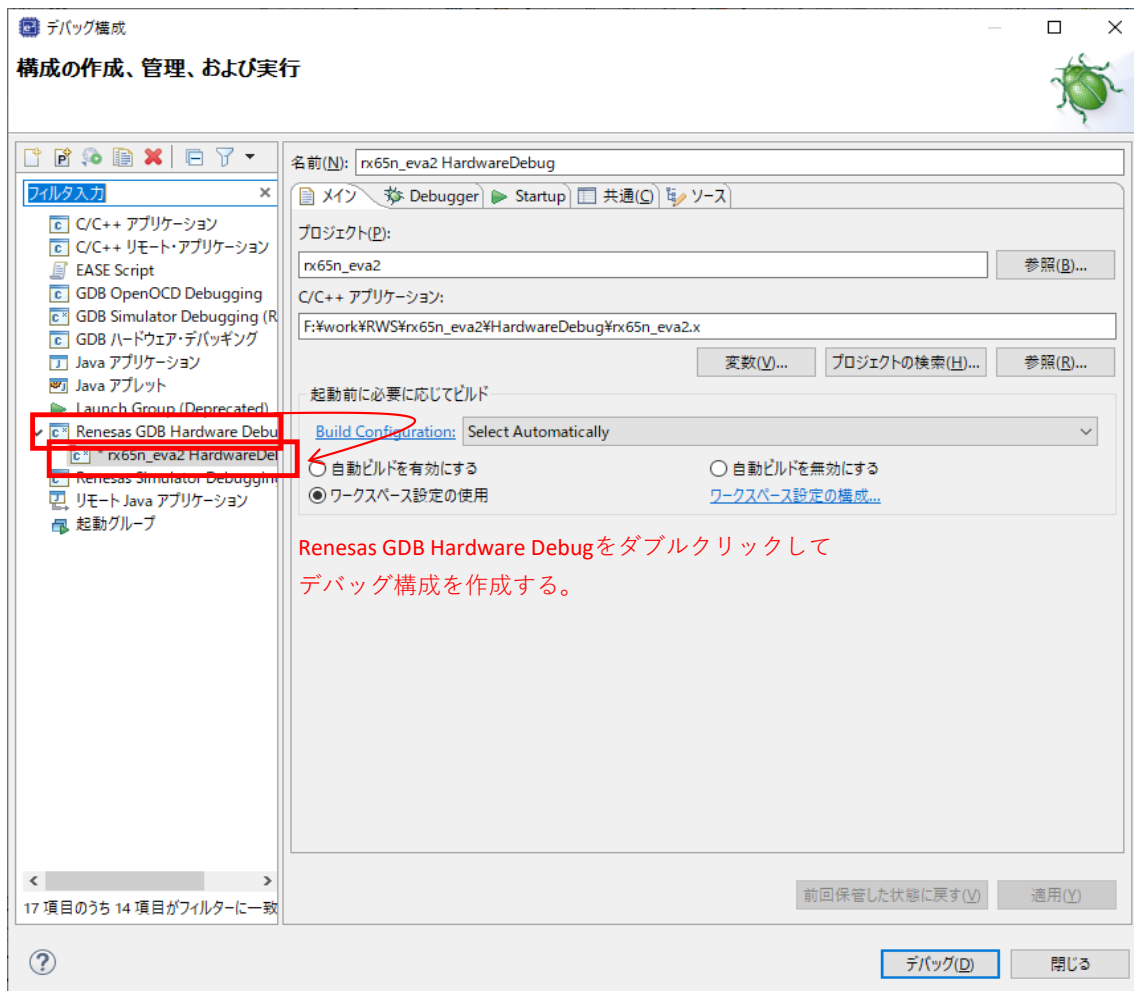 デバッグ構成
構成の作成、管理、および実行
名前(N): rx65n_eva2 HardwareDebug
フィルタ入力
メイン Debugger Startup 共通(C) ソース
C/C++ アプリケーション
C/C++ リモート・アプリケーション
EASE Script
GDB OpenOCD Debugging
GDB Simulator Debugging (R
GDB ハードウェア・デバッギング
Java アプリケーション
Java アプレット
Launch Group (Deprecated)
Renesas GDB Hardware Debu
* rx65n_eva2 HardwareDe
Renesas Simulator Debugging
リモート Java アプリケーション
起動グループ
17 項目のうち 14 項目がフィルターに一致
プロジェクト(P):
rx65n_eva2 参照(B)...
C/C++ アプリケーション:
F:¥work¥RWS¥rx65n_eva2¥HardwareDebug¥rx65n_eva2.x
変数(V)... プロジェクトの検索(H)... 参照(R)...
起動前に必要に応じてビルド
Build Configuration: Select Automatically
自動ビルドを有効にする 自動ビルドを無効にする
ワークスペース設定の使用 ワークスペース設定の構成...
Renesas GDB Hardware Debugをダブルクリックして
デバッグ構成を作成する。
前回保管した状態に戻す(V) 適用(Y)
デバッグ(D) 閉じる